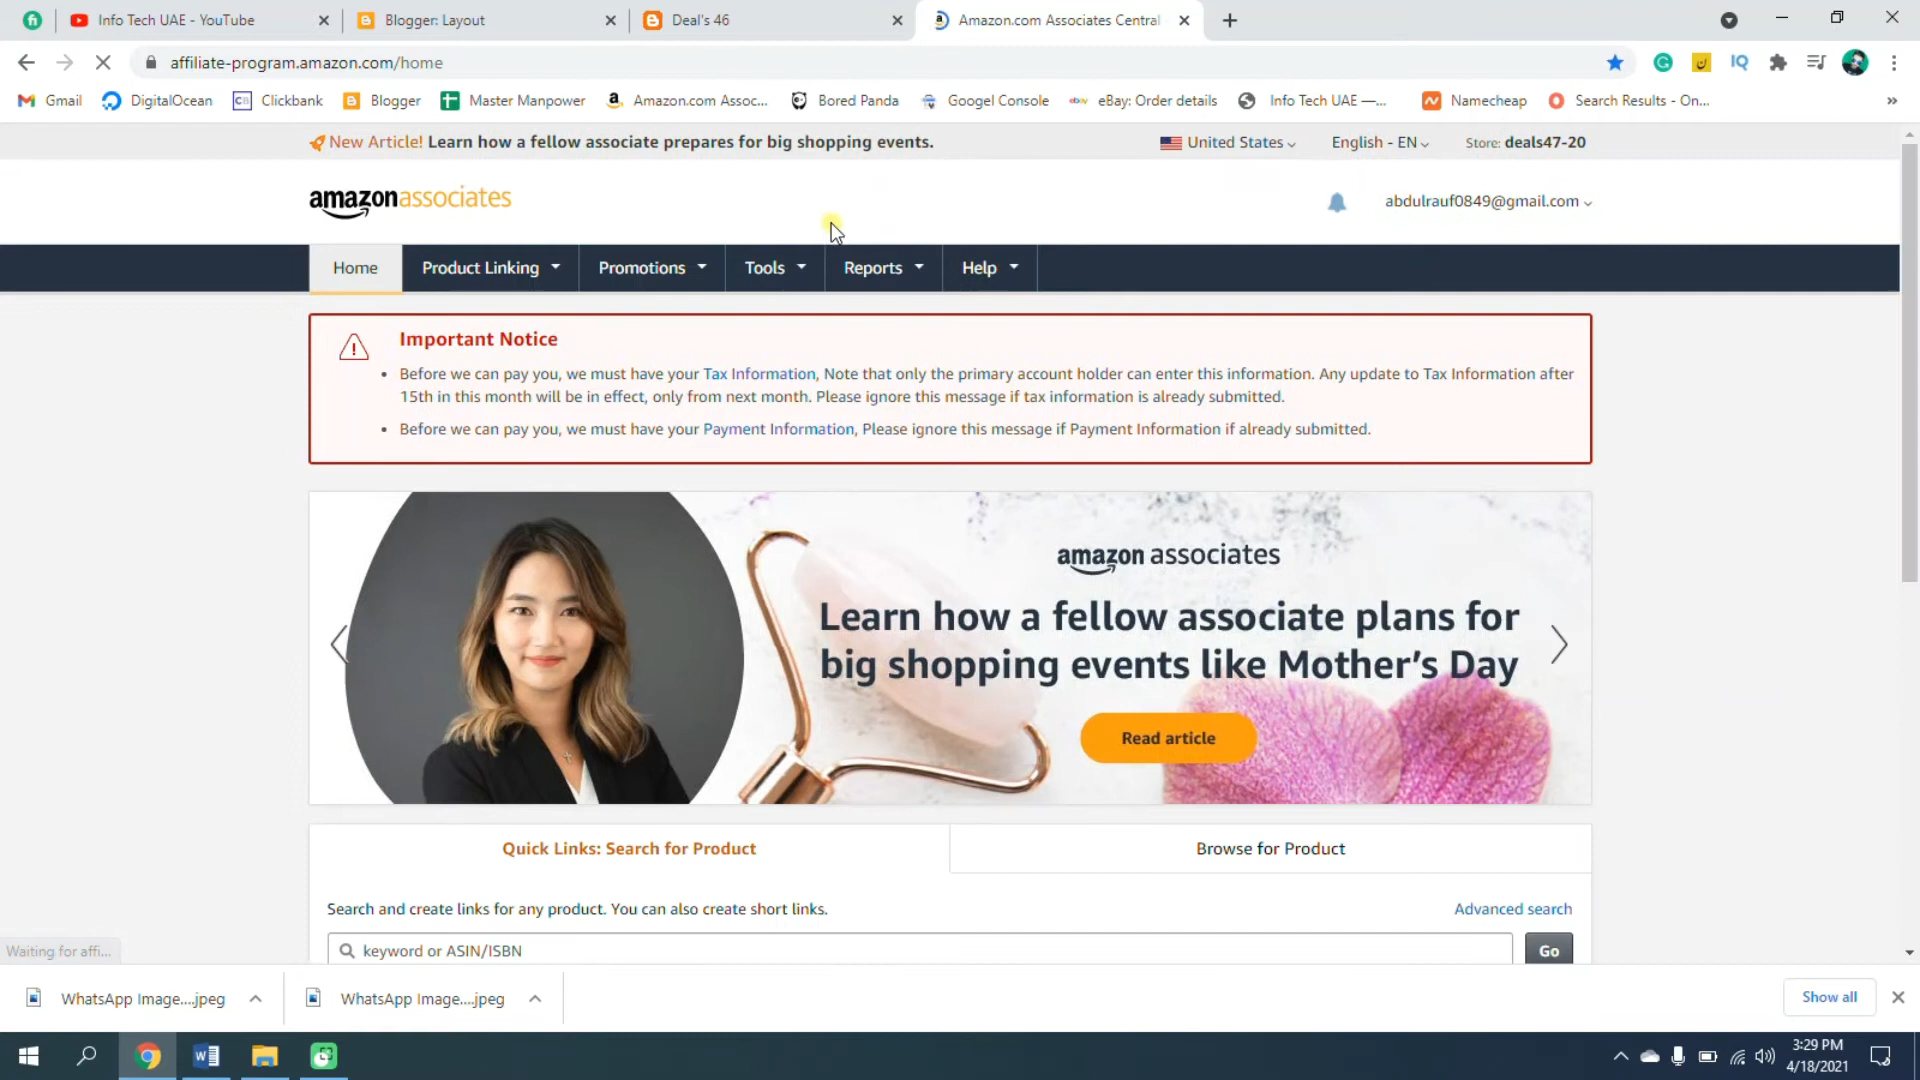 Info Tech UAE - YouTube
Blogger: Layout
Deal's 46
Amazon.com Associates Central
affiliate-program.amazon.com/home
Gmail
DigitalOcean
CB Clickbank
Blogger
Master Manpower
Amazon.com Assoc...
Bored Panda
Googel Console
ebay eBay: Order details
Info Tech UAE —...
Namecheap
Search Results - On...
New Article! Learn how a fellow associate prepares for big shopping events.
United States
English - EN
Store: deals47-20
amazonassociates
abdulrauf0849@gmail.com
Home
Product Linking
Promotions
Tools
Reports
Help
Important Notice
Before we can pay you, we must have your Tax Information, Note that only the primary account holder can enter this information. Any update to Tax Information after
15th in this month will be in effect, only from next month. Please ignore this message if tax information is already submitted.
Before we can pay you, we must have your Payment Information, Please ignore this message if Payment Information if already submitted.
amazon associates
Learn how a fellow associate plans for
big shopping events like Mother's Day
Read article
Quick Links: Search for Product
Browse for Product
Search and create links for any product. You can also create short links.
Advanced search
keyword or ASIN/ISBN
Go
Waiting for affi...
WhatsApp Image....jpeg
WhatsApp Image....jpeg
Show all
3:29 PM
4/18/2021